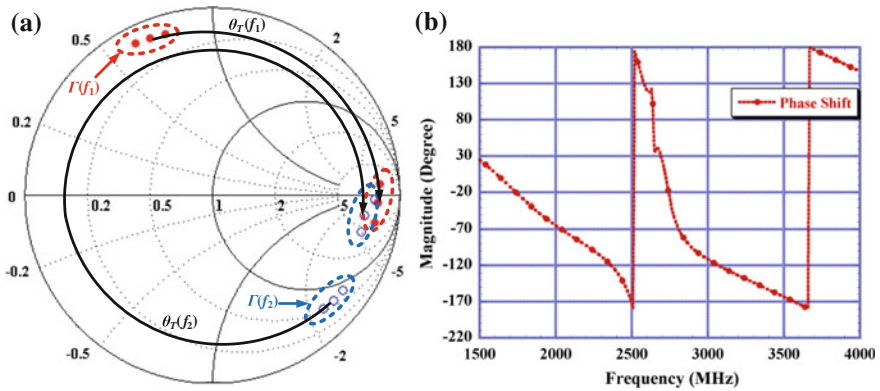 (a)
θT(f1)
0.5
2
Γ(f1)
0.2
5
0
0.2
0.5
1
2
5
-0.2
-5
Γ(f2)
θT(f2)
-0.5
-2
(b)
180
130
80
30
-20
-70
-120
-170
-220
Magnitude (Degree)
Phase Shift
1500 2000 2500 3000 3500 4000
Frequency (MHz)